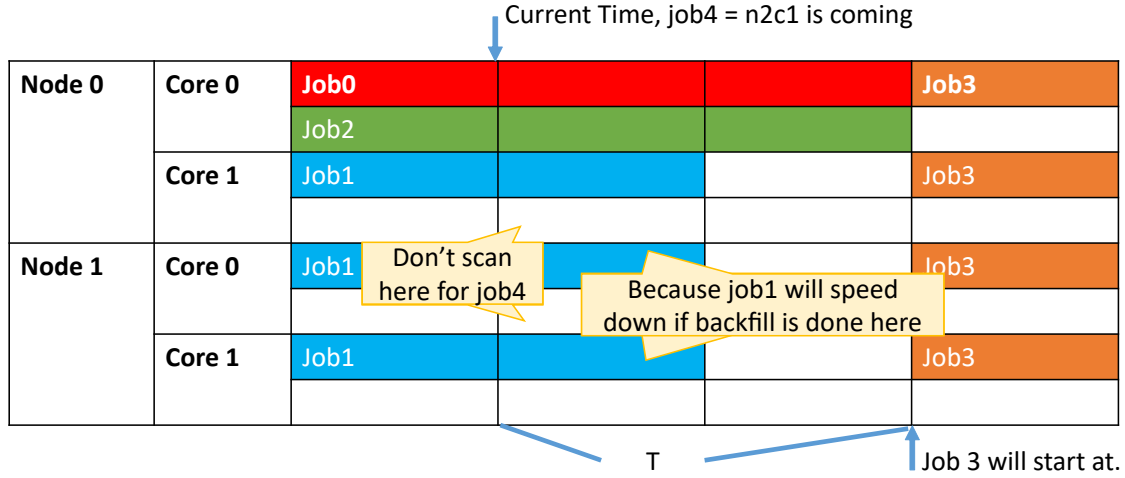 Current Time, job4 = n2c1 is coming
Node 0 Core 0 Job0 Job3
Job2
Core 1 Job1 Job3
Node 1 Core 0 Job1 Job3
Don’t scan
here for job4
Because job1 will speed
down if backfill is done here
Core 1 Job1 Job3
T
Job 3 will start at.